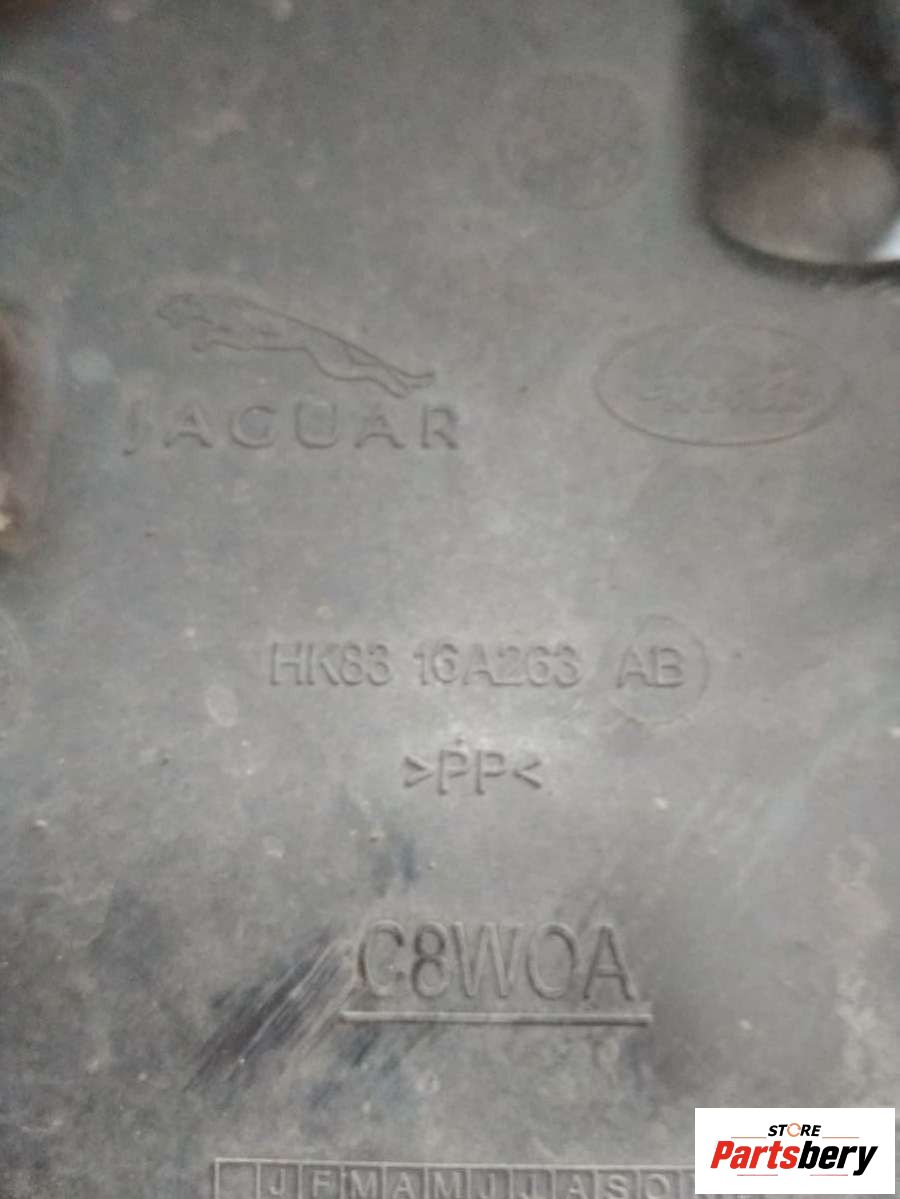 JAGUAR
HK83 16A263 AB
>PP<
C8WOA
J F M A M J J A S O
STORE
Partsbery